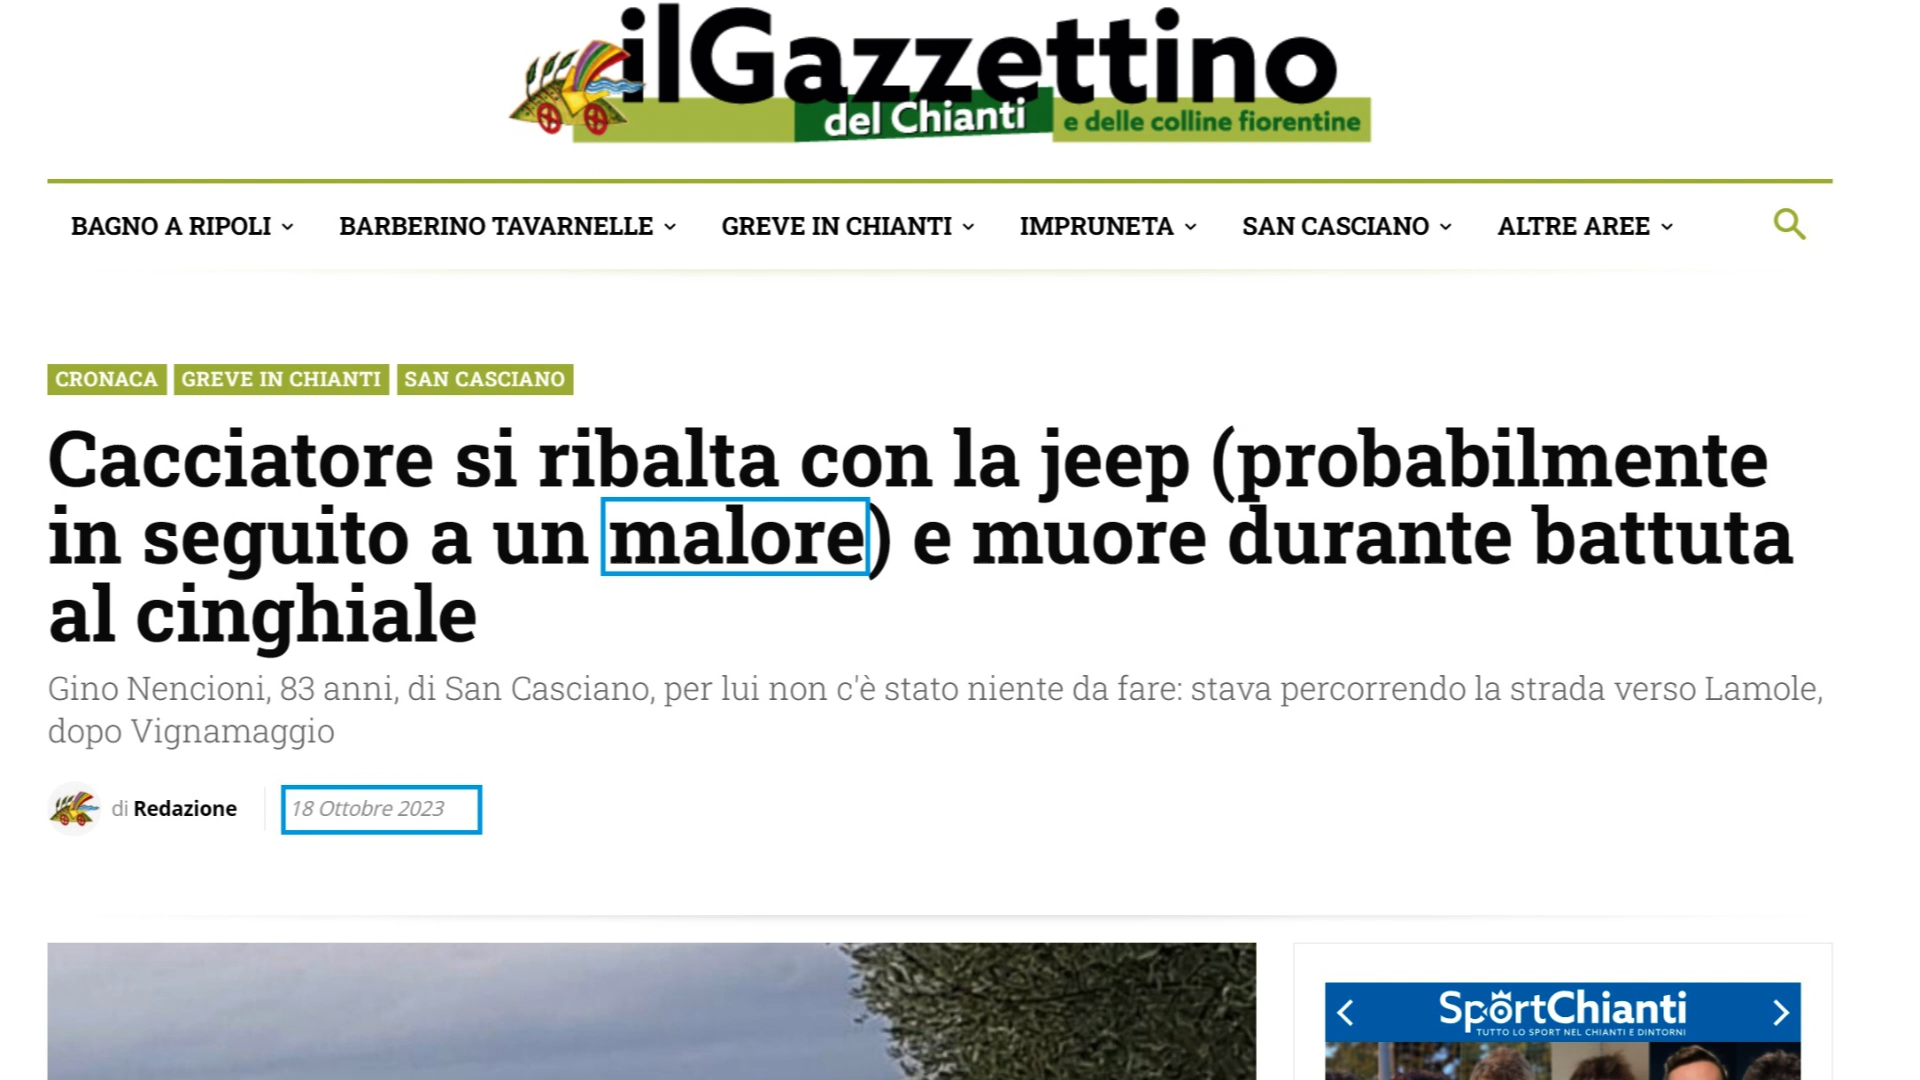 ilGazzettino
del Chianti e delle colline fiorentine
BAGNO A RIPOLI BARBERINO TAVARNELLE GREVE IN CHIANTI IMPRUNETA SAN CASCIANO ALTRE AREE
CRONACA GREVE IN CHIANTI SAN CASCIANO
Cacciatore si ribalta con la jeep (probabilmente
in seguito a un malore) e muore durante battuta
al cinghiale
Gino Nencioni, 83 anni, di San Casciano, per lui non c'è stato niente da fare: stava percorrendo la strada verso Lamole,
dopo Vignamaggio
di Redazione 18 Ottobre 2023
SportChianti
TUTTO LO SPORT NEL CHIANTI E DINTORNI